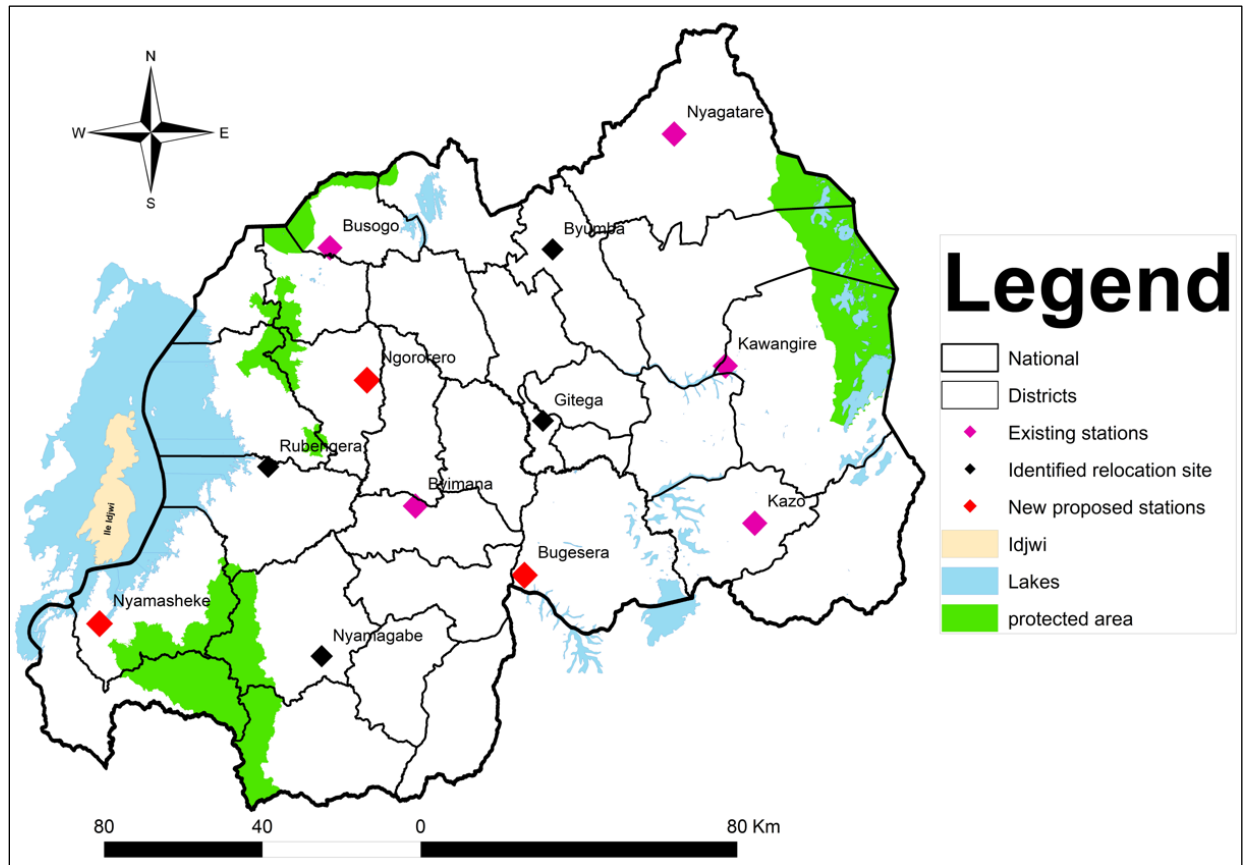 N
W E
S
Nyagatare
Busogo
Byumba
Kawangire
Ngororero
Gitega
Rubengera
Byimana
Kazo
Ile Idjwi
Bugesera
Nyamasheke
Nyamagabe
80 40 0 80 Km
Legend
National
Districts
Existing stations
Identified relocation site
New proposed stations
Idjwi
Lakes
protected area